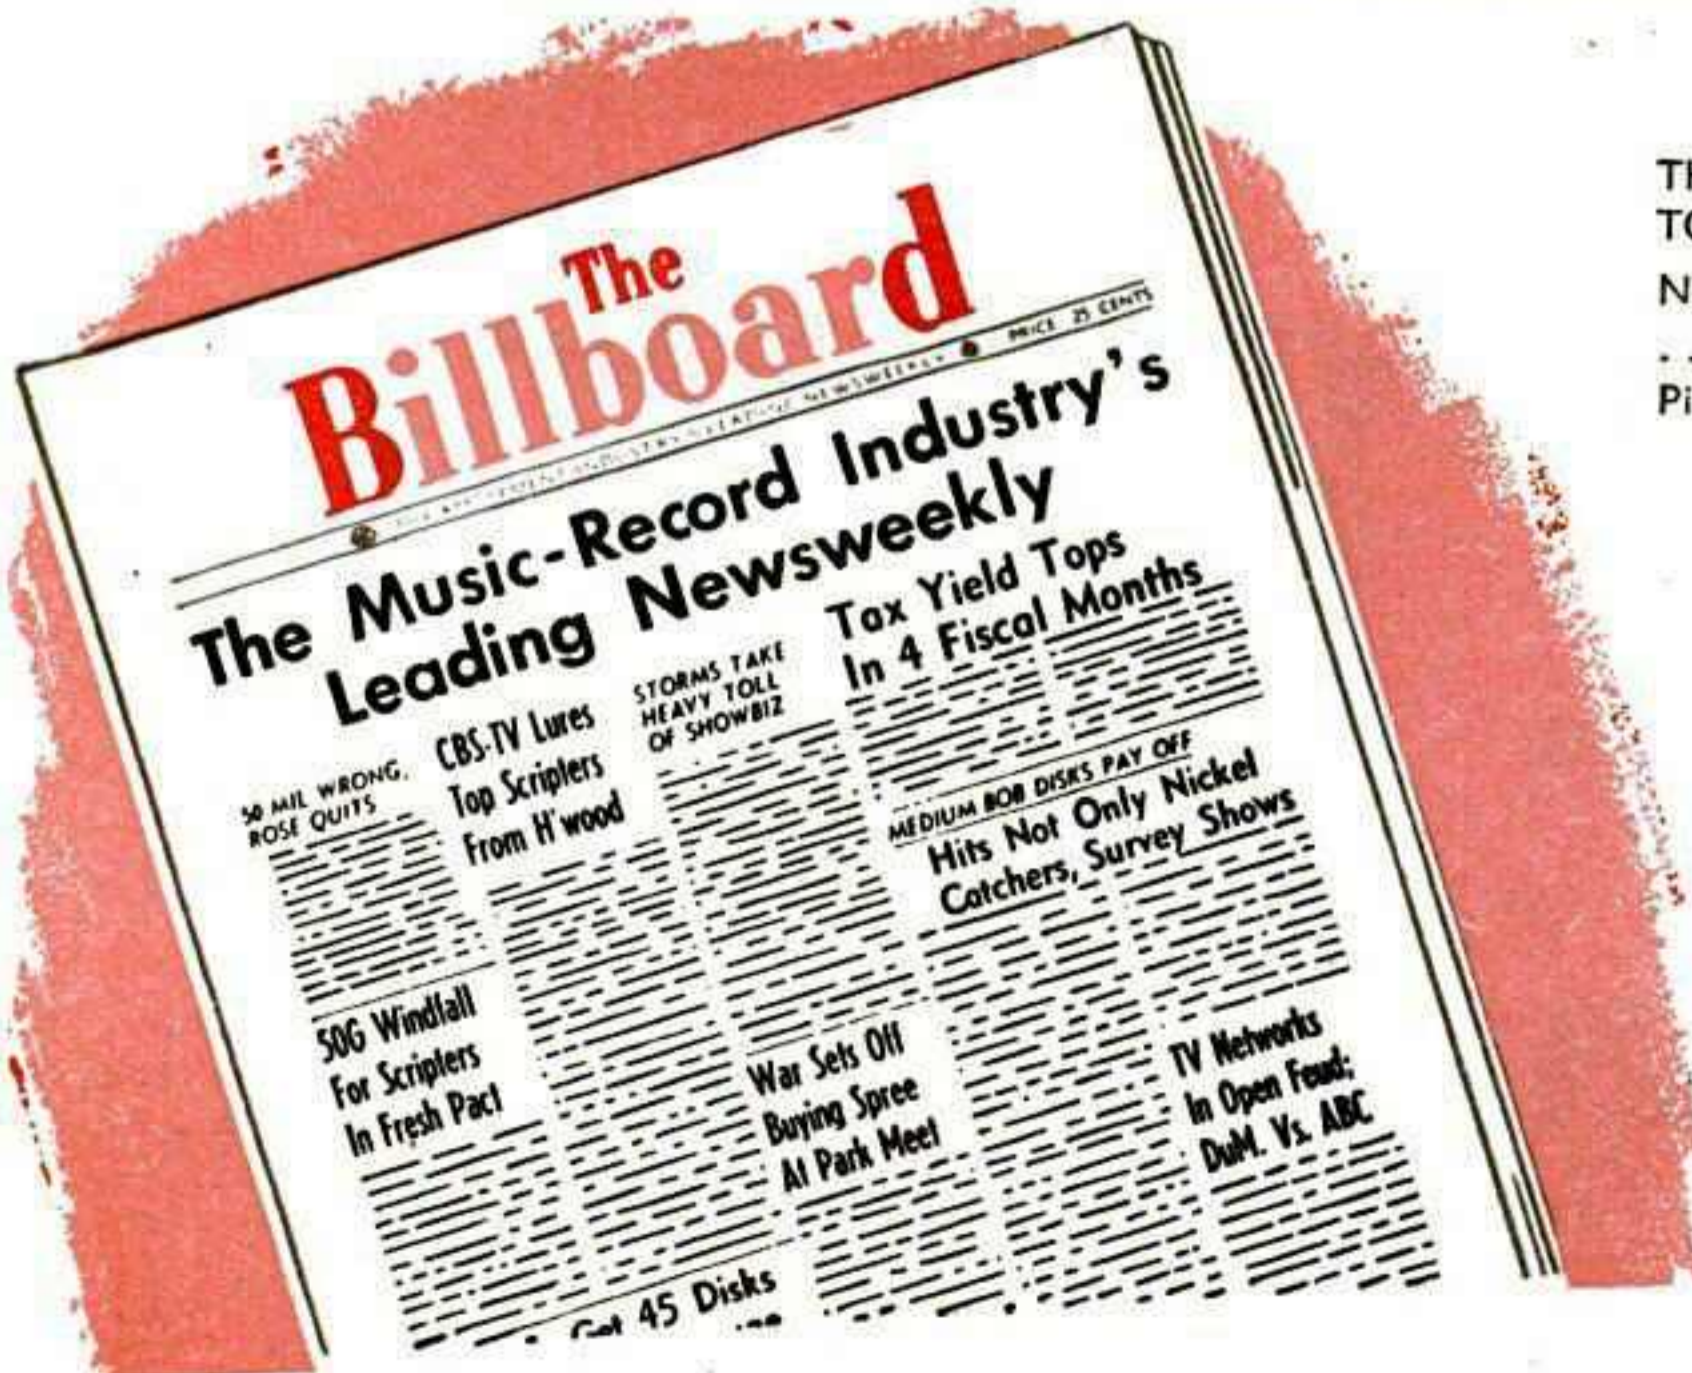 The
Billboard
PRICE 25 CENTS
The Music-Record Industry's
Leading Newsweekly
50 MIL WRONG,
ROSE QUITS
CBS-TV Lures
Top Scripters
From H'wood
STORMS TAKE
HEAVY TOLL
OF SHOWBIZ
Tax Yield Tops
In 4 Fiscal Months
MEDIUM BOB DISKS PAY OFF
Hits Not Only Nickel
Catchers, Survey Shows
50G Windfall
For Scripters
In Fresh Pact
War Sets Off
Buying Spree
At Park Meet
TV Networks
In Open Feud;
DuM. Vs. ABC
Get 45 Disks
TO
Pi